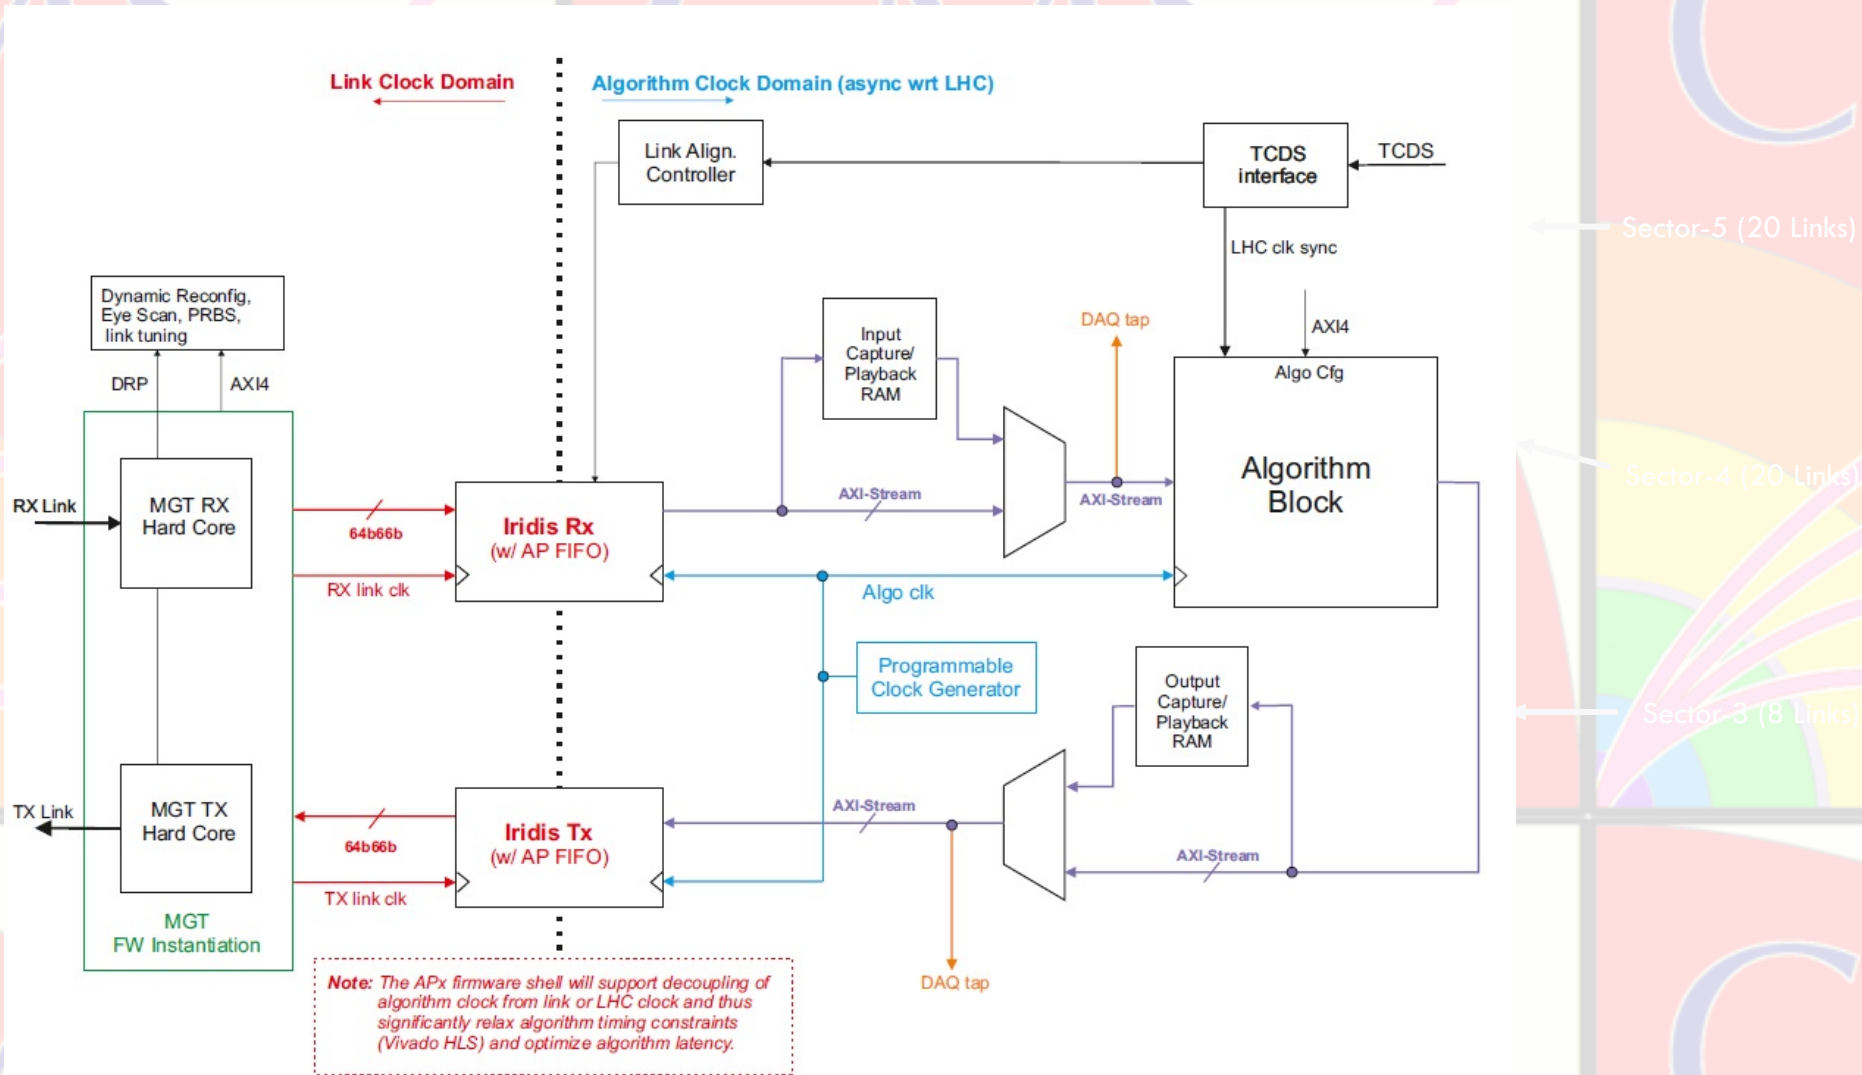 Link Clock Domain
Algorithm Clock Domain (async wrt LHC)
Link Align.
Controller
TCDS
interface
TCDS
Sector-5 (20 Links)
LHC clk sync
Dynamic Reconfig,
Eye Scan, PRBS,
link tuning
DRP
AXI4
Input
Capture/
Playback
RAM
DAQ tap
AXI4
Algo Cfg
Algorithm
Block
Sector-4 (20 Links)
RX Link
MGT RX
Hard Core
64b66b
RX link clk
Iridis Rx
(w/ AP FIFO)
AXI-Stream
AXI-Stream
Algo clk
Programmable
Clock Generator
Output
Capture/
Playback
RAM
Sector-3 (8 Links)
TX Link
MGT TX
Hard Core
64b66b
TX link clk
Iridis Tx
(w/ AP FIFO)
AXI-Stream
AXI-Stream
MGT
FW Instantiation
DAQ tap
Note: The APx firmware shell will support decoupling of
algorithm clock from link or LHC clock and thus
significantly relax algorithm timing constraints
(Vivado HLS) and optimize algorithm latency.
C
C